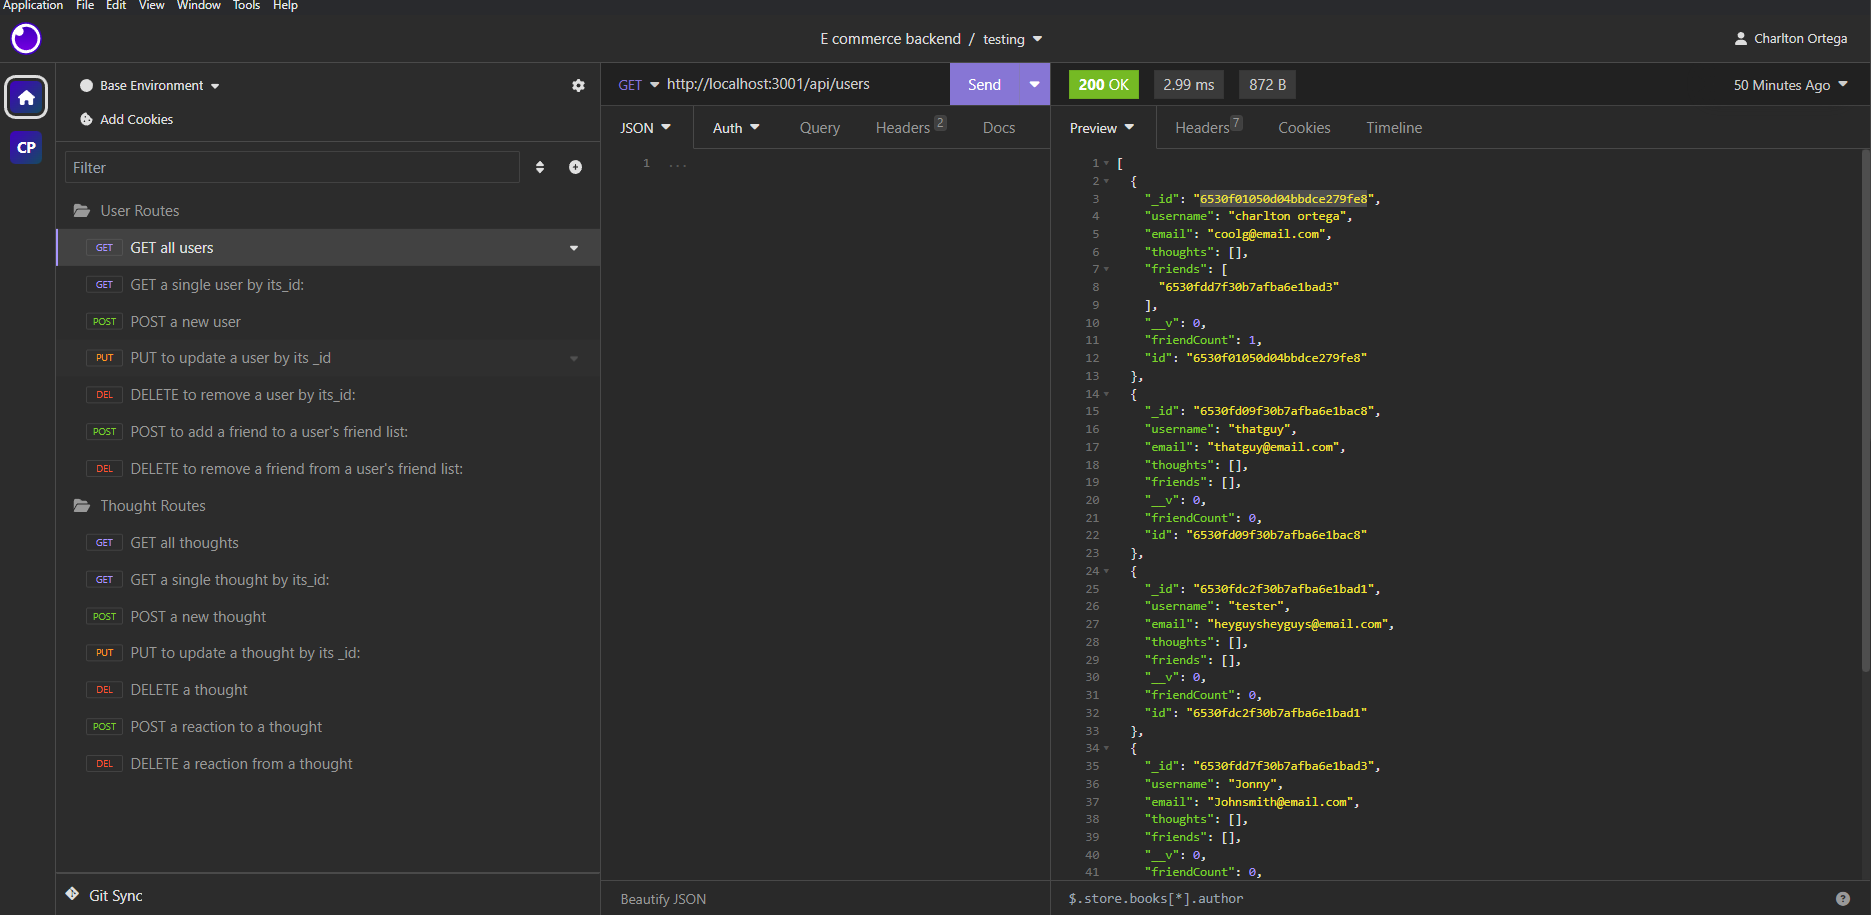 Application File Edit View Window Tools Help
E commerce backend / testing
Charlton Ortega
CP
Base Environment
Add Cookies
Filter
User Routes
GET GET all users
GET GET a single user by its_id:
POST POST a new user
PUT PUT to update a user by its _id
DEL DELETE to remove a user by its_id:
POST POST to add a friend to a user's friend list:
DEL DELETE to remove a friend from a user's friend list:
Thought Routes
GET GET all thoughts
GET GET a single thought by its_id:
POST POST a new thought
PUT PUT to update a thought by its _id:
DEL DELETE a thought
POST POST a reaction to a thought
DEL DELETE a reaction from a thought
Git Sync
GET http://localhost:3001/api/users Send
JSON Auth Query Headers 2 Docs
1 ...
Beautify JSON
200 OK 2.99 ms 872 B 50 Minutes Ago
Preview Headers 7 Cookies Timeline
1 [
2 {
3 "_id": "6530f01050d04bbdce279fe8",
4 "username": "charlton ortega",
5 "email": "coolg@email.com",
6 "thoughts": [],
7 "friends": [
8 "6530fdd7f30b7afba6e1bad3"
9 ],
10 "__v": 0,
11 "friendCount": 1,
12 "id": "6530f01050d04bbdce279fe8"
13 },
14 {
15 "_id": "6530fd09f30b7afba6e1bac8",
16 "username": "thatguy",
17 "email": "thatguy@email.com",
18 "thoughts": [],
19 "friends": [],
20 "__v": 0,
21 "friendCount": 0,
22 "id": "6530fd09f30b7afba6e1bac8"
23 },
24 {
25 "_id": "6530fdc2f30b7afba6e1bad1",
26 "username": "tester",
27 "email": "heyguysheyguys@email.com",
28 "thoughts": [],
29 "friends": [],
30 "__v": 0,
31 "friendCount": 0,
32 "id": "6530fdc2f30b7afba6e1bad1"
33 },
34 {
35 "_id": "6530fdd7f30b7afba6e1bad3",
36 "username": "Jonny",
37 "email": "Johnsmith@email.com",
38 "thoughts": [],
39 "friends": [],
40 "__v": 0,
41 "friendCount": 0,
$.store.books[*].author ?